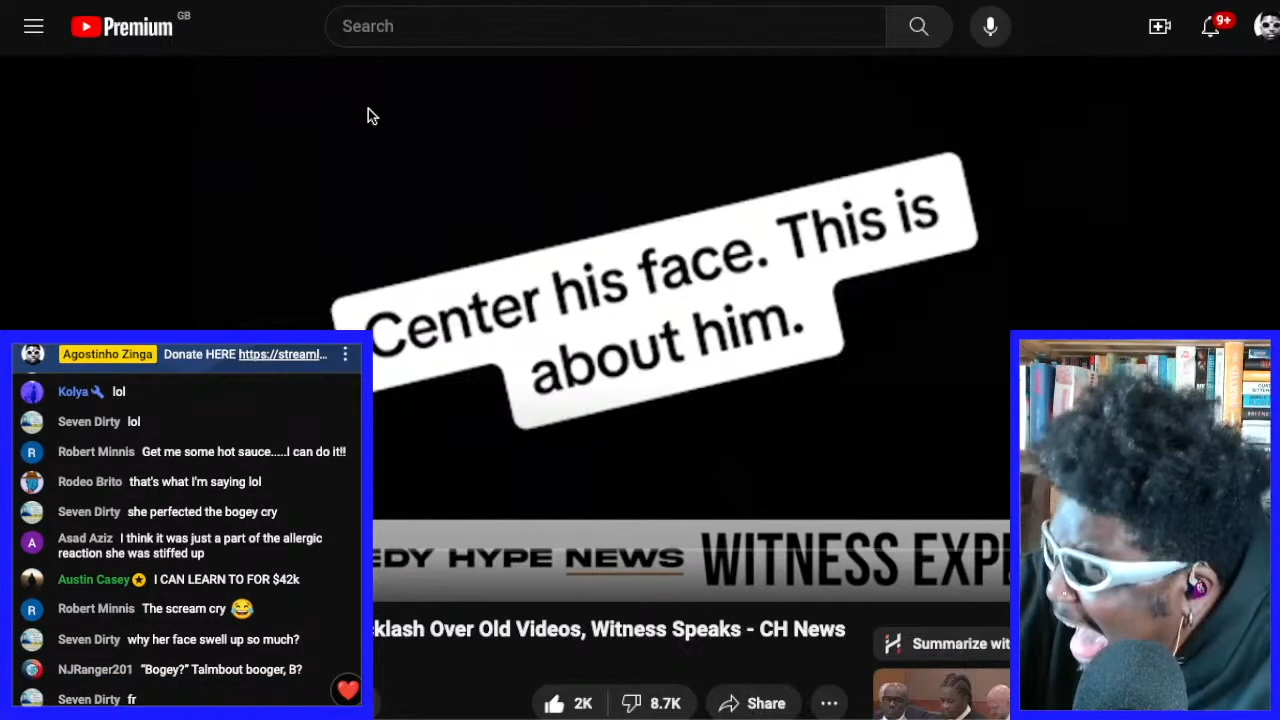 Premium GB
Search
9+
Center his face. This is
about him.
Agostinho Zinga Donate HERE https://streaml...
Kolya lol
Seven Dirty lol
Robert Minnis Get me some hot sauce.....I can do it!!
Rodeo Brito that's what I'm saying lol
Seven Dirty she perfected the bogey cry
A Asad Aziz I think it was just a part of the allergic
reaction she was stiffed up
Austin Casey I CAN LEARN TO FOR $42k
R Robert Minnis The scream cry 😂
Seven Dirty why her face swell up so much?
NJRanger201 “Bogey?” Talmbout booger, B?
Seven Dirty fr
EDY HYPE NEWS WITNESS EXP
klash Over Old Videos, Witness Speaks - CH News
Summarize wit
2K 8.7K Share ...